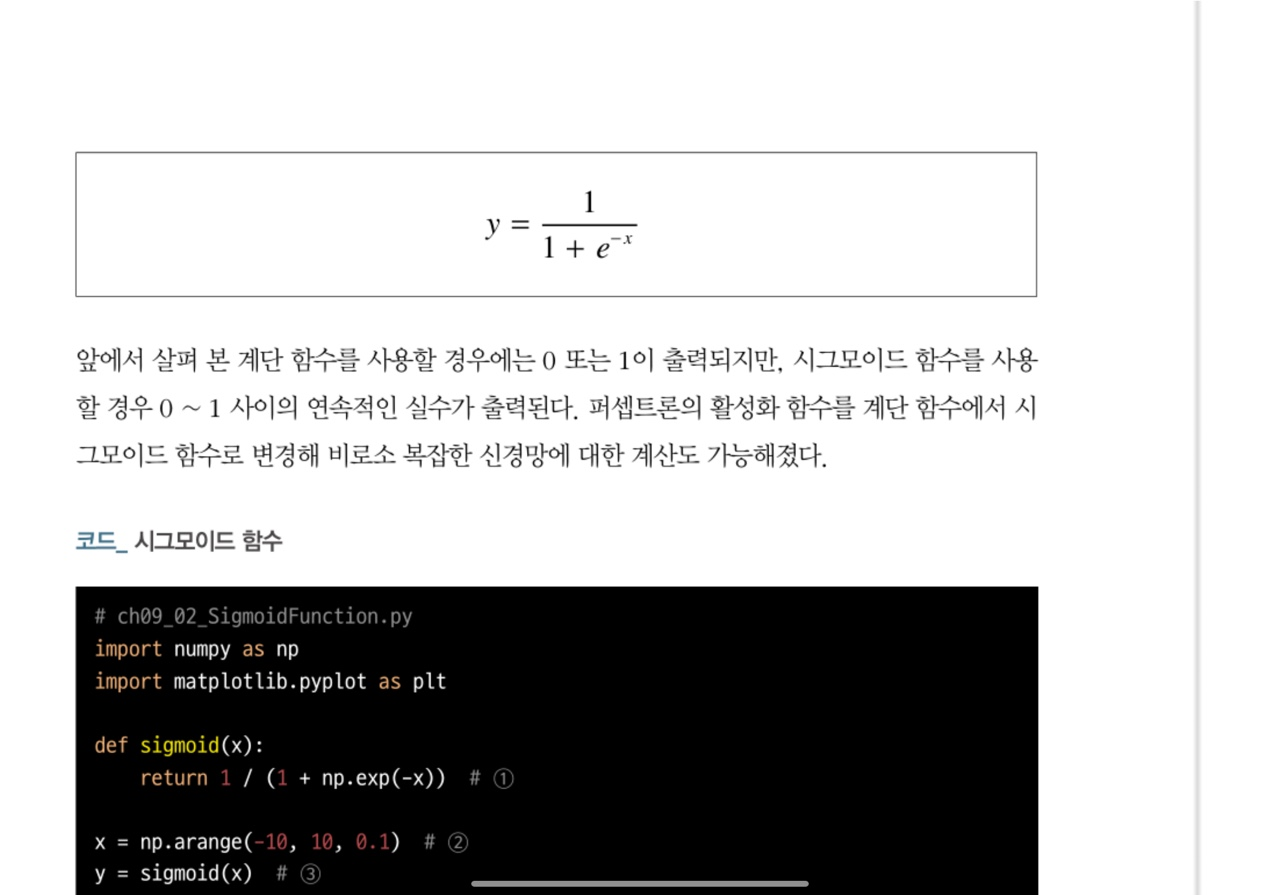 y = 1 / (1 + e^{-x})
앞에서 살펴 본 계단 함수를 사용할 경우에는 0 또는 1이 출력되지만, 시그모이드 함수를 사용
할 경우 0 ~ 1 사이의 연속적인 실수가 출력된다. 퍼셉트론의 활성화 함수를 계단 함수에서 시
그모이드 함수로 변경해 비로소 복잡한 신경망에 대한 계산도 가능해졌다.
코드_ 시그모이드 함수
# ch09_02_SigmoidFunction.py
import numpy as np
import matplotlib.pyplot as plt
def sigmoid(x):
    return 1 / (1 + np.exp(-x))  # ①
x = np.arange(-10, 10, 0.1)  # ②
y = sigmoid(x)  # ③